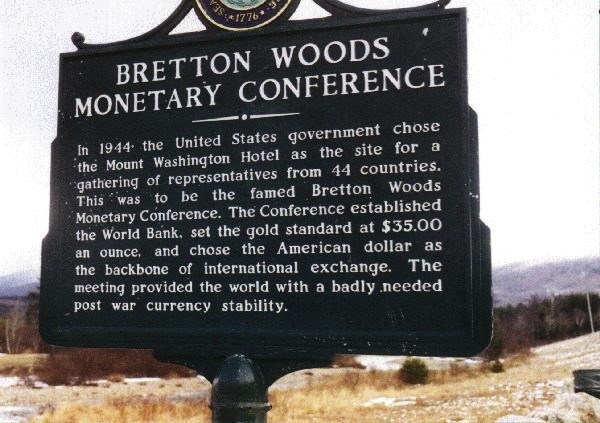 1776
BRETTON WOODS
MONETARY CONFERENCE
In 1944 the United States government chose
the Mount Washington Hotel as the site for a
gathering of representatives from 44 countries.
This was to be the famed Bretton Woods
Monetary Conference. The Conference established
the World Bank, set the gold standard at $35.00
an ounce, and chose the American dollar as
the backbone of international exchange. The
meeting provided the world with a badly needed
post war currency stability.